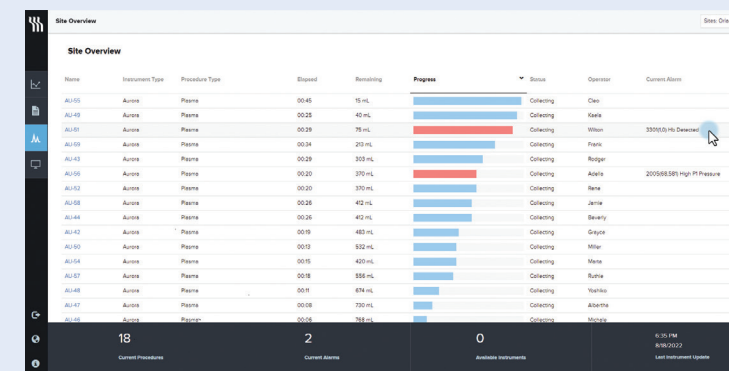 Site Overview
Sites: Orla
Site Overview
Name Instrument Type Procedure Type Elapsed Remaining Progress Status Operator Current Alarm
AU-55 Aurora Plasma 00:45 15 mL Collecting Cleo
AU-49 Aurora Plasma 00:25 40 mL Collecting Keele
AU-51 Aurora Plasma 00:29 75 mL Collecting Wilton 3301(1,0) Hb Detected
AU-59 Aurora Plasma 00:34 213 mL Collecting Frank
AU-43 Aurora Plasma 00:29 303 mL Collecting Rodger
AU-56 Aurora Plasma 00:20 370 mL Collecting Adelle 2005(68,581) High P1 Pressure
AU-52 Aurora Plasma 00:20 370 mL Collecting Rene
AU-58 Aurora Plasma 00:26 412 mL Collecting Jamie
AU-44 Aurora Plasma 00:26 412 mL Collecting Beverly
AU-42 Aurora Plasma 00:19 483 mL Collecting Grayce
AU-50 Aurora Plasma 00:13 532 mL Collecting Miller
AU-54 Aurora Plasma 00:15 420 mL Collecting Mana
AU-57 Aurora Plasma 00:18 556 mL Collecting Ruthie
AU-48 Aurora Plasma 00:11 674 mL Collecting Yoshiko
AU-47 Aurora Plasma 00:09 730 mL Collecting Albertha
AU-46 Aurora Plasma 00:06 768 mL Collecting Michele
18 2 0 6:35 PM
8/18/2022
Current Procedures Current Alarms Available Instruments Last Instrument Update